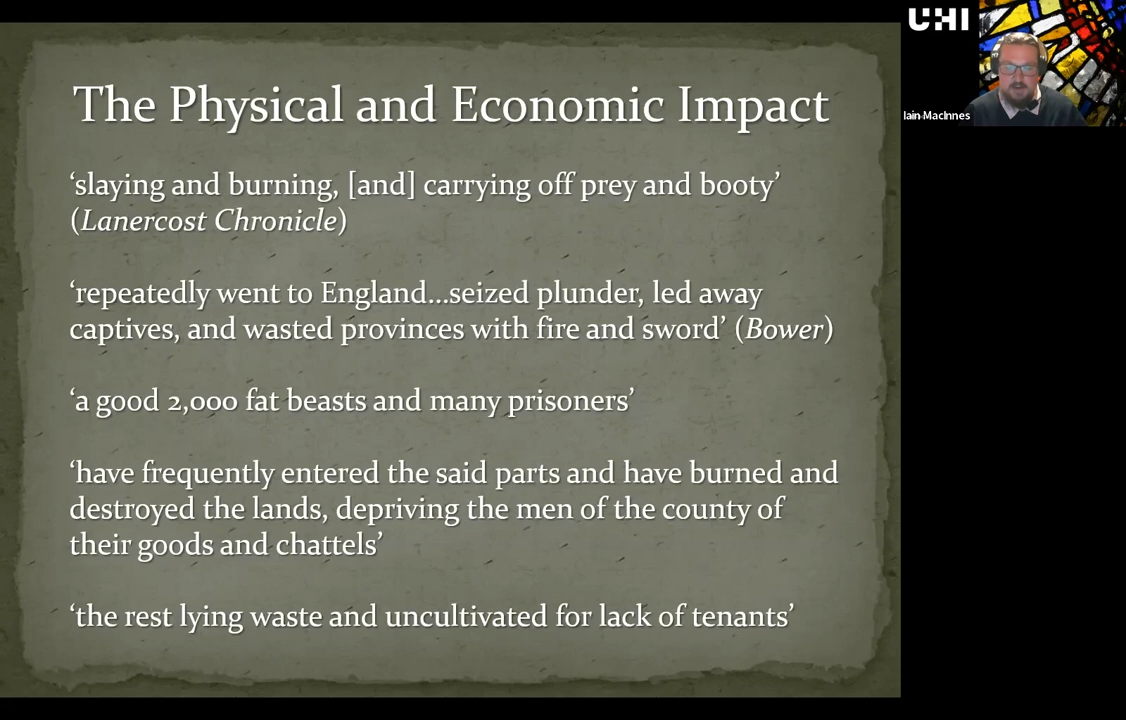 The Physical and Economic Impact
‘slaying and burning, [and] carrying off prey and booty’
(Lanercost Chronicle)
‘repeatedly went to England...seized plunder, led away
captives, and wasted provinces with fire and sword’ (Bower)
‘a good 2,000 fat beasts and many prisoners’
‘have frequently entered the said parts and have burned and
destroyed the lands, depriving the men of the county of
their goods and chattels’
‘the rest lying waste and uncultivated for lack of tenants’
UHI
Iain MacInnes